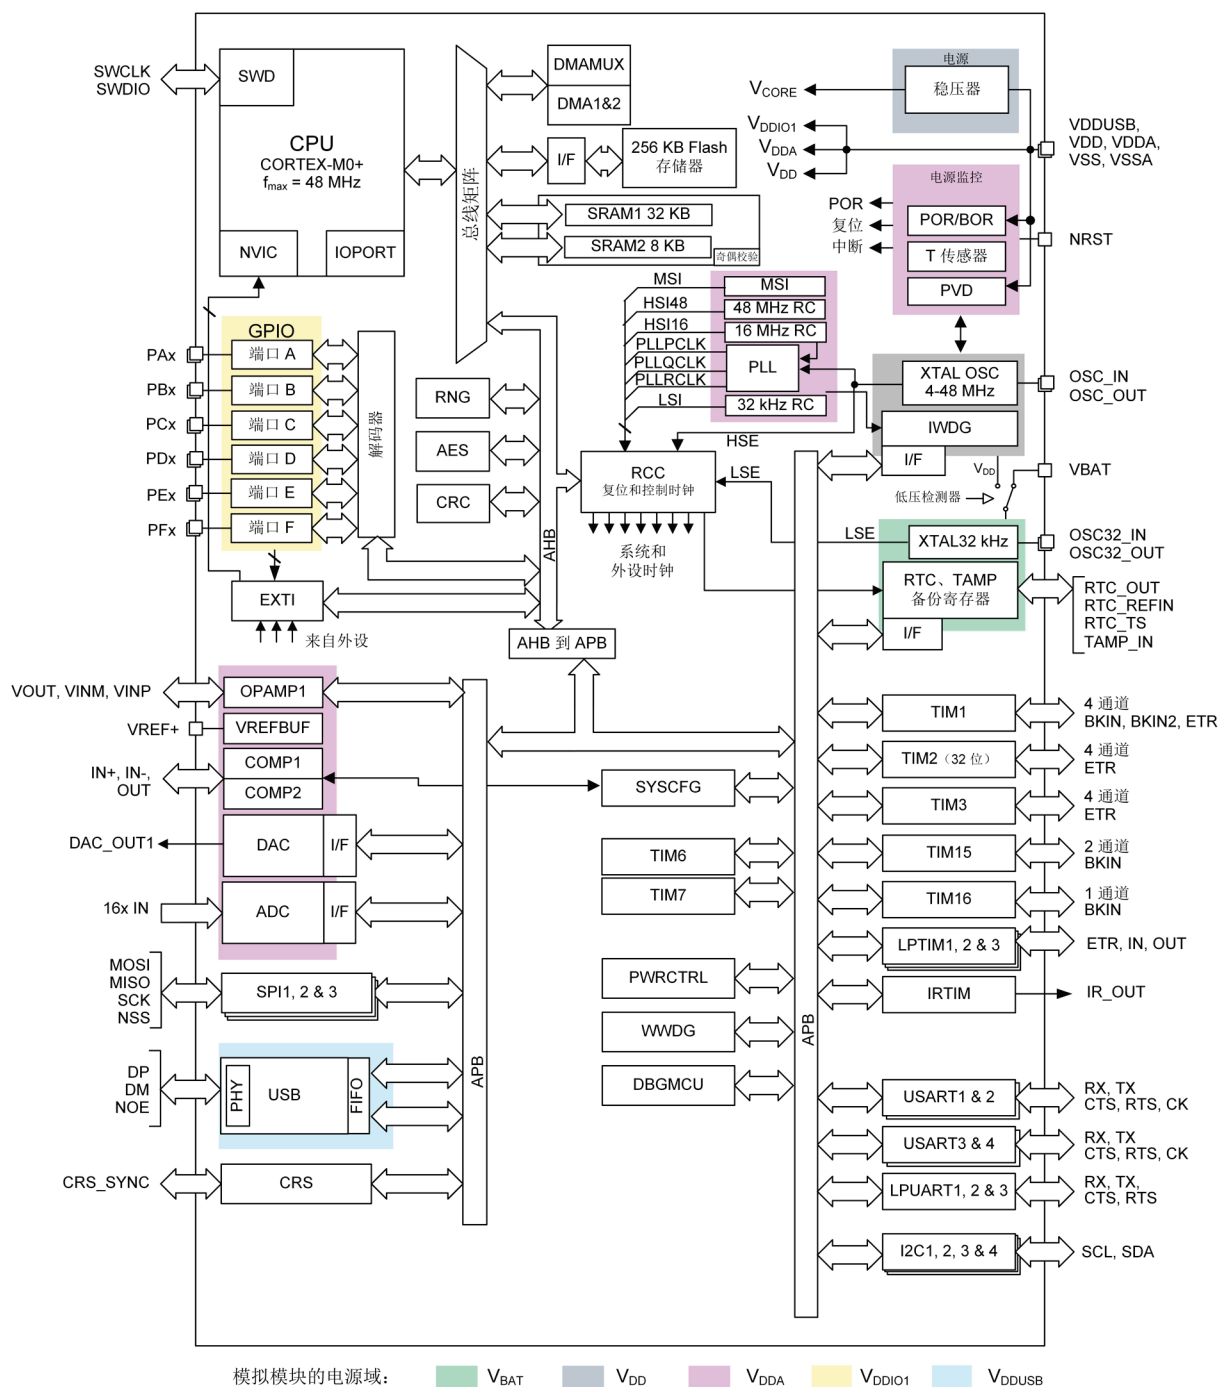 SWCLK
SWDIO
SWD
CPU
CORTEX-M0+
fmax = 48 MHz
NVIC
IOPORT
总线矩阵
DMAMUX
DMA1&2
I/F
256 KB Flash
存储器
SRAM1 32 KB
SRAM2 8 KB
奇偶校验
电源
稳压器
VCORE
VDDIO1
VDDA
VDD
VDDUSB,
VDD, VDDA,
VSS, VSSA
电源监控
POR
复位
中断
POR/BOR
T 传感器
PVD
NRST
MSI
HSI48
HSI16
PLLPCLK
PLLQCLK
PLLRCLK
LSI
MSI
48 MHz RC
16 MHz RC
PLL
32 kHz RC
HSE
XTAL OSC
4-48 MHz
IWDG
I/F
OSC_IN
OSC_OUT
VDD
低压检测器
VBAT
GPIO
PAx
端口 A
PBx
端口 B
PCx
端口 C
PDx
端口 D
PEx
端口 E
PFx
端口 F
解码器
RNG
AES
CRC
AHB
RCC
复位和控制时钟
LSE
系统和
外设时钟
LSE
XTAL32 kHz
OSC32_IN
OSC32_OUT
RTC、TAMP
备份寄存器
I/F
RTC_OUT
RTC_REFIN
RTC_TS
TAMP_IN
EXTI
来自外设
AHB 到 APB
VOUT, VINM, VINP
OPAMP1
VREF+
VREFBUF
IN+, IN-,
OUT
COMP1
COMP2
DAC_OUT1
DAC
I/F
16x IN
ADC
I/F
MOSI
MISO
SCK
NSS
SPI1, 2 & 3
DP
DM
NOE
PHY
USB
FIFO
CRS_SYNC
CRS
APB
SYSCFG
TIM6
TIM7
PWRCTRL
WWDG
DBGMCU
APB
TIM1
4 通道
BKIN, BKIN2, ETR
TIM2（32 位）
4 通道
ETR
TIM3
4 通道
ETR
TIM15
2 通道
BKIN
TIM16
1 通道
BKIN
LPTIM1, 2 & 3
ETR, IN, OUT
IRTIM
IR_OUT
USART1 & 2
RX, TX
CTS, RTS, CK
USART3 & 4
RX, TX
CTS, RTS, CK
LPUART1, 2 & 3
RX, TX,
CTS, RTS
I2C1, 2, 3 & 4
SCL, SDA
模拟模块的电源域：
VBAT
VDD
VDDA
VDDIO1
VDDUSB